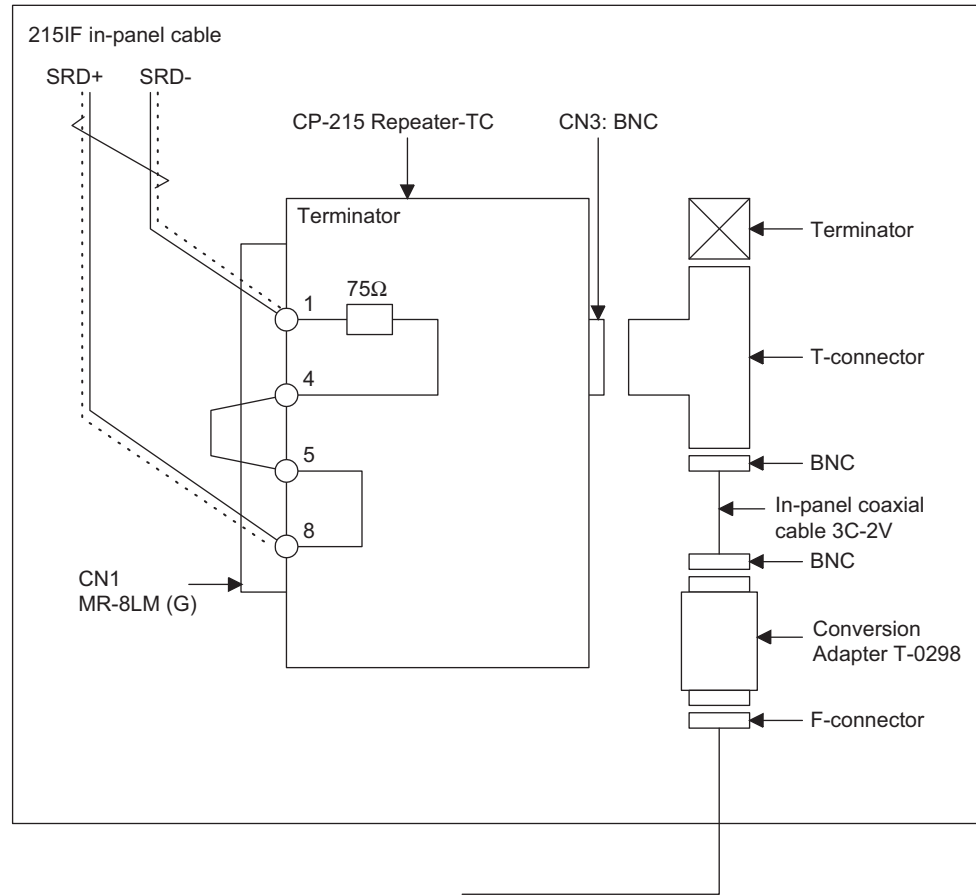 215IF in-panel cable
SRD+ SRD-
CP-215 Repeater-TC
CN3: BNC
Terminator
75Ω
1
4
5
8
CN1
MR-8LM (G)
Terminator
T-connector
BNC
In-panel coaxial
cable 3C-2V
BNC
Conversion
Adapter T-0298
F-connector